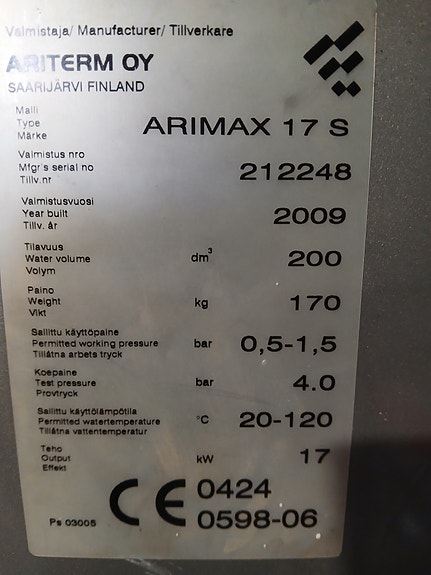 Valmistaja/ Manufacturer/ Tillverkare
ARITERM OY
SAARIJÄRVI FINLAND
Malli
Type
Märke
ARIMAX 17 S
Valmistus nro
Mfgr's serial no
Tillv.nr
212248
Valmistusvuosi
Year built
Tillv. år
2009
Tilavuus
Water volume
Volym
dm³
200
Paino
Weight
Vikt
kg
170
Sallittu käyttöpaine
Permitted working pressure
Tillåtna arbets tryck
bar
0,5-1,5
Koepaine
Test pressure
Provtryck
bar
4.0
Sallittu käyttölämpötila
Permitted watertemperature
Tillåtna vattentemperatur
°C
20-120
Teho
Output
Effekt
kW
17
Ps 03005
CE
0424
0598-06